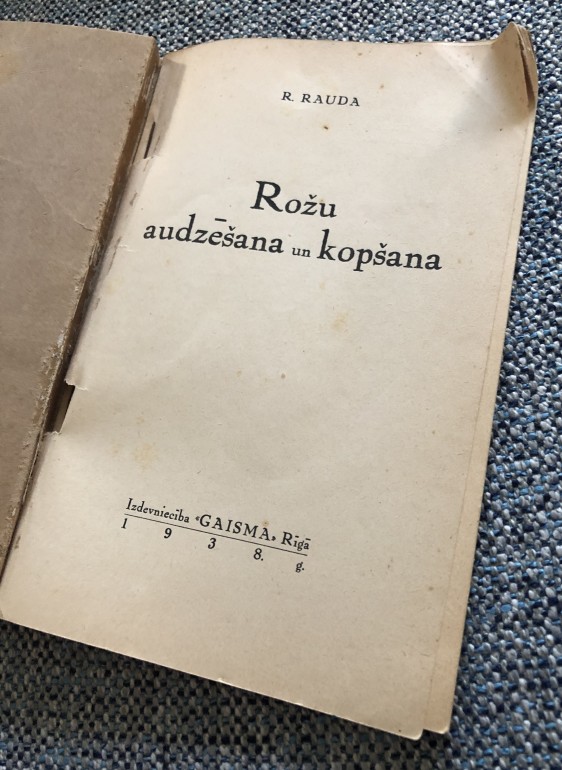 R. RAUDA
Rožu
audzēšana un kopšana
Izdevniecība «GAISMA» Rīgā
1 9 3 8. g.